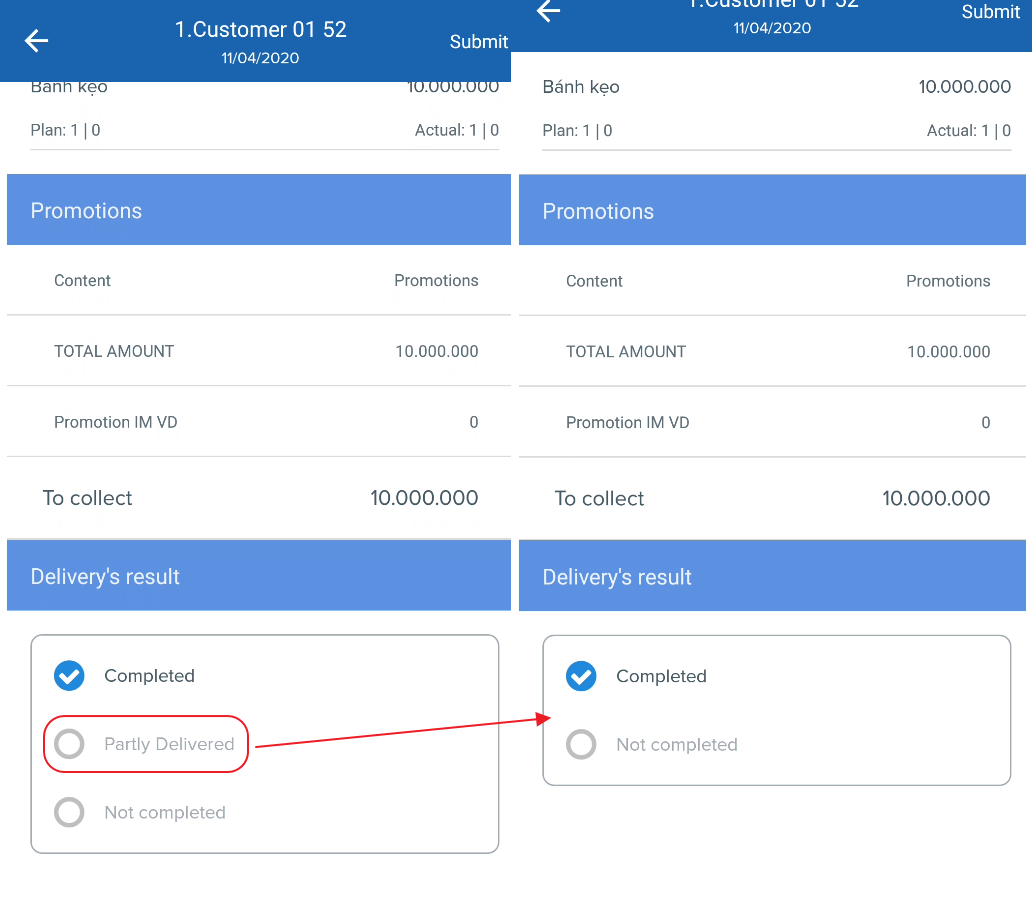 1.Customer 01 52
11/04/2020
Submit
Bánh kẹo
10.000.000
Plan: 1 | 0
Actual: 1 | 0
Promotions
Content
Promotions
TOTAL AMOUNT
10.000.000
Promotion IM VD
0
To collect
10.000.000
Delivery's result
Completed
Partly Delivered
Not completed
1.Customer 01 52
11/04/2020
Submit
Bánh kẹo
10.000.000
Plan: 1 | 0
Actual: 1 | 0
Promotions
Content
Promotions
TOTAL AMOUNT
10.000.000
Promotion IM VD
0
To collect
10.000.000
Delivery's result
Completed
Not completed